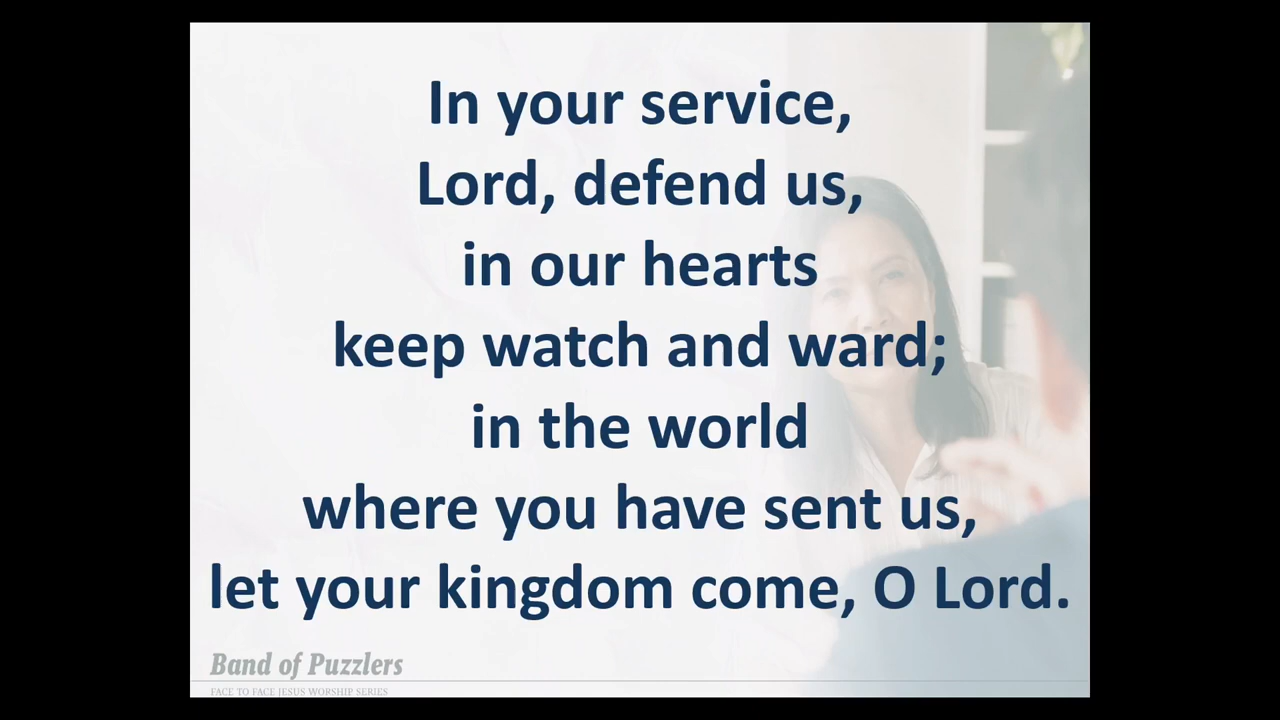 In your service,
Lord, defend us,
in our hearts
keep watch and ward;
in the world
where you have sent us,
let your kingdom come, O Lord.
Band of Puzzlers
FACE TO FACE JESUS WORSHIP SERIES